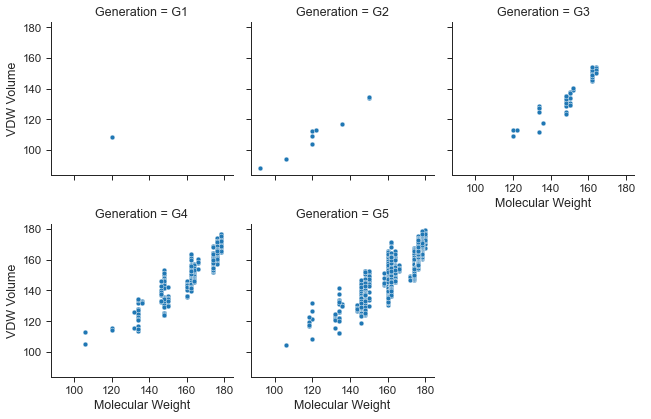 Generation = G1
Generation = G2
Generation = G3
180
160
140
120
100
VDW Volume
100 120 140 160 180
Molecular Weight
Generation = G4
Generation = G5
180
160
140
120
100
VDW Volume
100 120 140 160 180
100 120 140 160 180
Molecular Weight
Molecular Weight